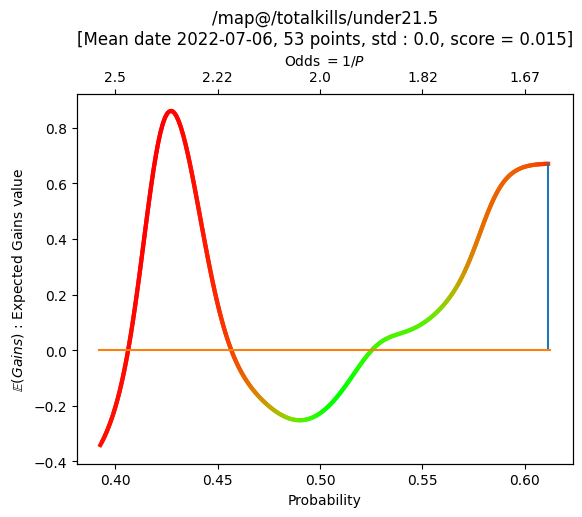 /map@/totalkills/under21.5
[Mean date 2022-07-06, 53 points, std : 0.0, score = 0.015]
Odds = 1/P
2.5 2.22 2.0 1.82 1.67
𝔼(Gains) : Expected Gains value
0.8
0.6
0.4
0.2
0.0
−0.2
−0.4
0.40 0.45 0.50 0.55 0.60
Probability